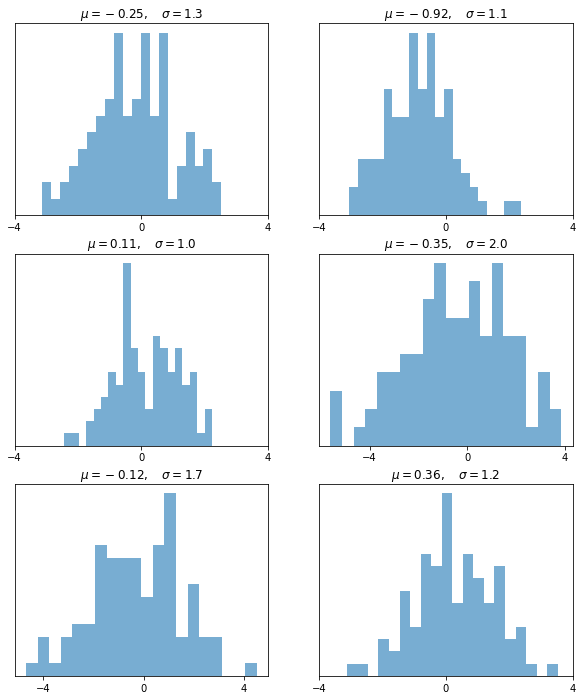 μ = −0.25, σ = 1.3
μ = −0.92, σ = 1.1
−4 0 4
−4 0 4
μ = 0.11, σ = 1.0
μ = −0.35, σ = 2.0
−4 0 4
−4 0 4
μ = −0.12, σ = 1.7
μ = 0.36, σ = 1.2
−4 0 4
−4 0 4